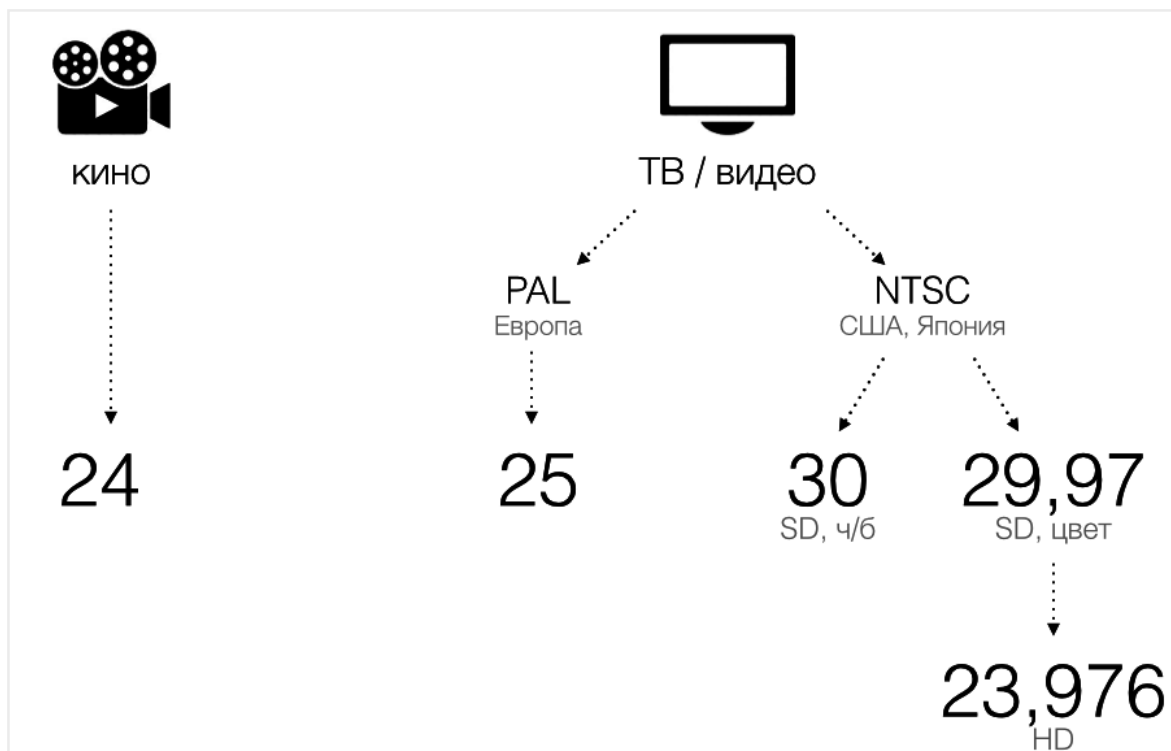 кино
ТВ / видео
PAL
Европа
NTSC
США, Япония
24
25
30
SD, ч/б
29,97
SD, цвет
23,976
HD